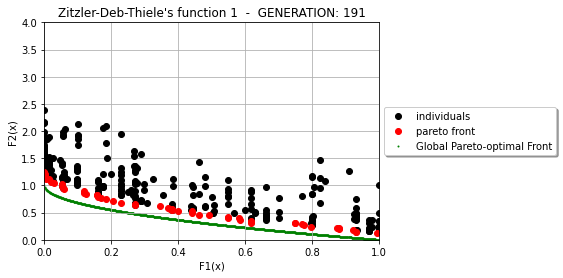 Zitzler-Deb-Thiele's function 1 - GENERATION: 191
4.0
3.5
3.0
2.5
2.0
1.5
1.0
0.5
0.0
F2(x)
0.0 0.2 0.4 0.6 0.8 1.0
F1(x)
individuals
pareto front
Global Pareto-optimal Front